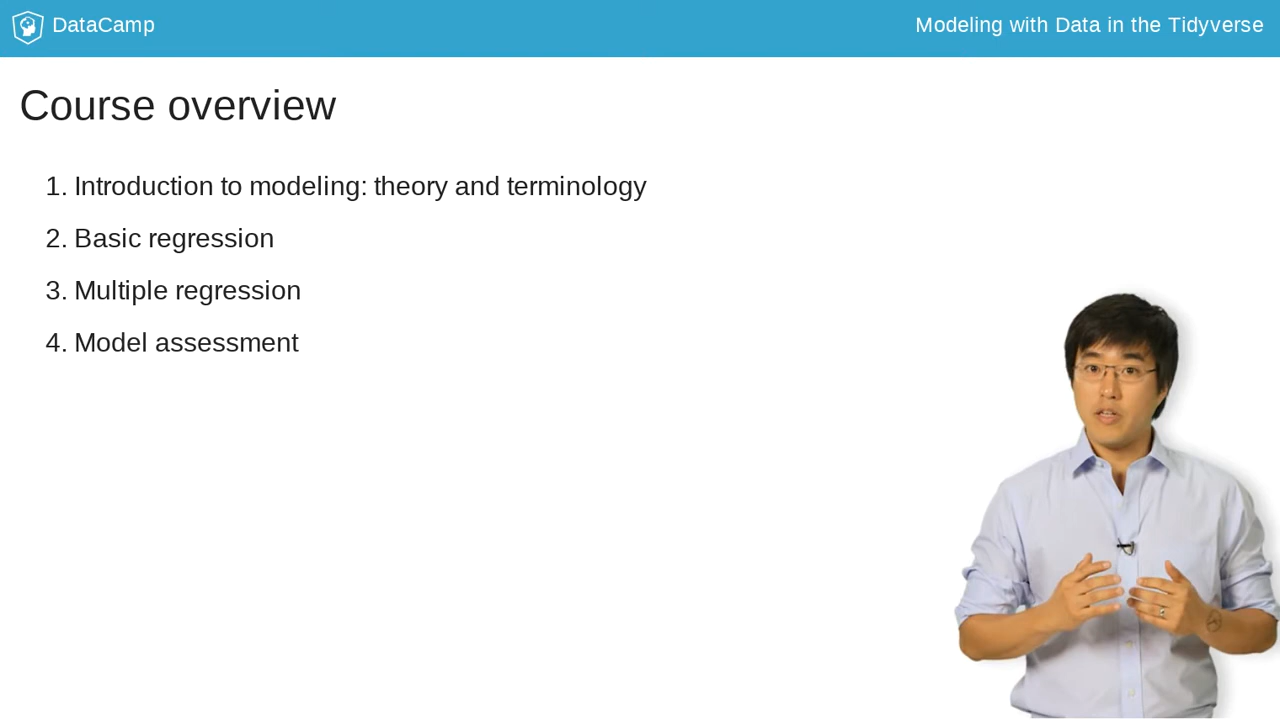 DataCamp
Modeling with Data in the Tidyverse
Course overview
1. Introduction to modeling: theory and terminology
2. Basic regression
3. Multiple regression
4. Model assessment